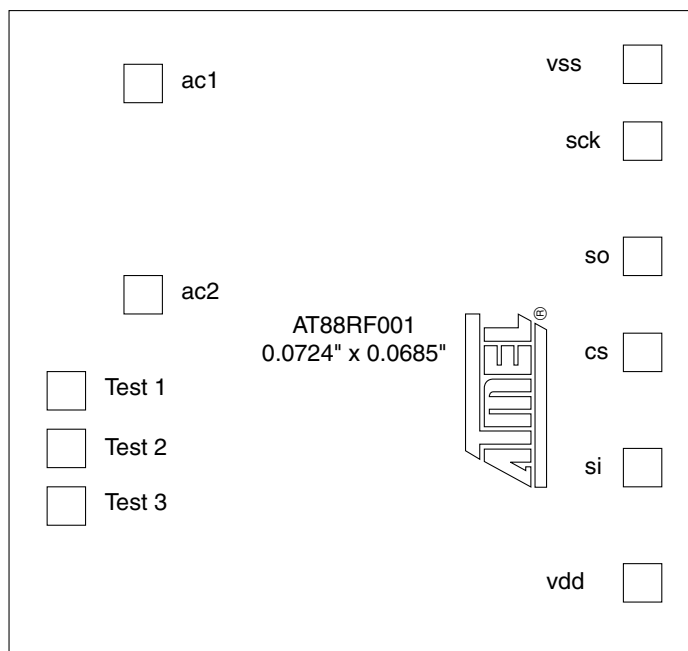 ac1
vss
sck
so
ac2
AT88RF001
0.0724" x 0.0685"
ATMEL
®
cs
Test 1
Test 2
si
Test 3
vdd